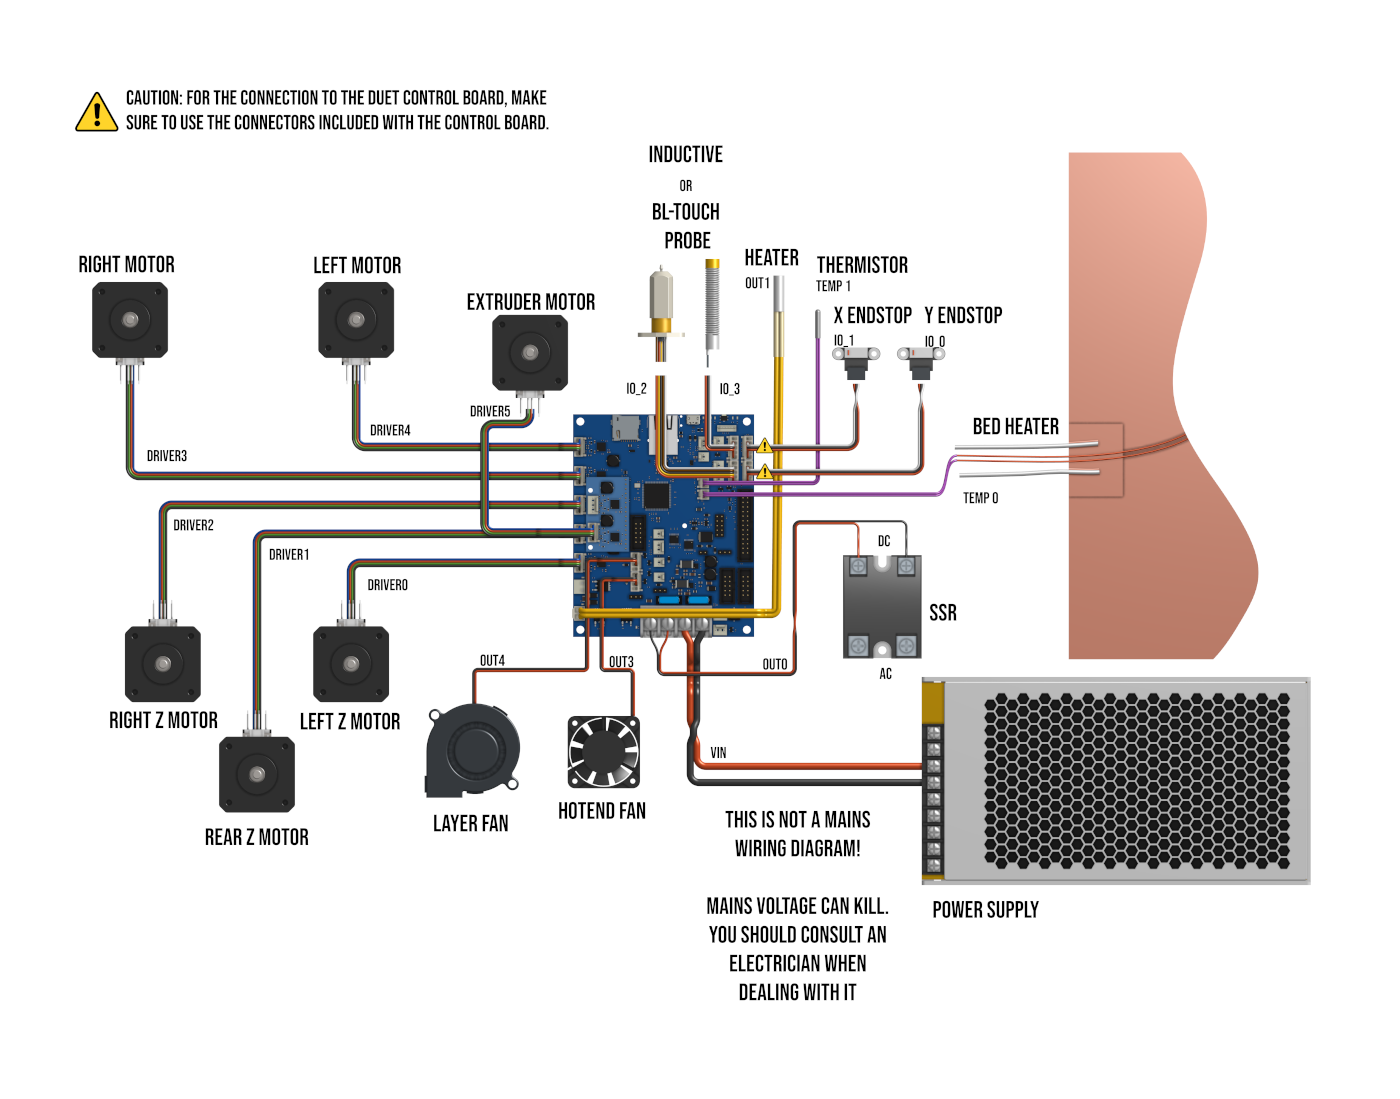 CAUTION: FOR THE CONNECTION TO THE DUET CONTROL BOARD, MAKE
SURE TO USE THE CONNECTORS INCLUDED WITH THE CONTROL BOARD.
INDUCTIVE
OR
BL-TOUCH
PROBE
RIGHT MOTOR
LEFT MOTOR
EXTRUDER MOTOR
HEATER
OUT1
THERMISTOR
TEMP 1
X ENDSTOP
IO_1
Y ENDSTOP
IO_0
IO_2
IO_3
DRIVER5
DRIVER4
DRIVER3
BED HEATER
TEMP 0
DRIVER2
DRIVER1
DRIVER0
DC
SSR
AC
OUT4
OUT3
OUT0
RIGHT Z MOTOR
LEFT Z MOTOR
REAR Z MOTOR
VIN
LAYER FAN
HOTEND FAN
THIS IS NOT A MAINS
WIRING DIAGRAM!
MAINS VOLTAGE CAN KILL.
YOU SHOULD CONSULT AN
ELECTRICIAN WHEN
DEALING WITH IT
POWER SUPPLY